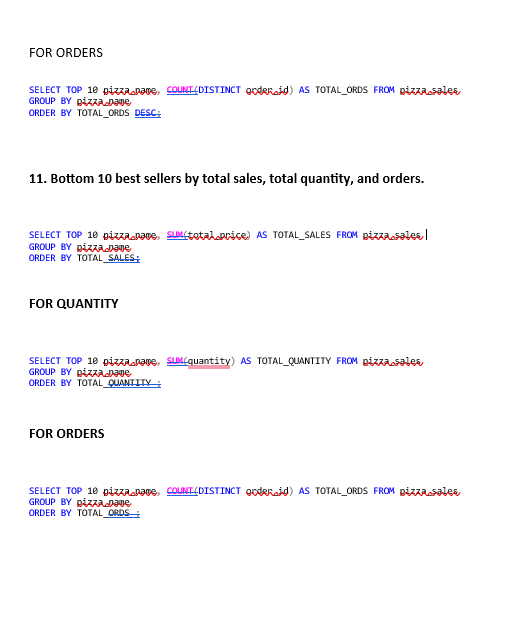 FOR ORDERS
SELECT TOP 10 pizza_name, COUNT(DISTINCT order_id) AS TOTAL_ORDS FROM pizza_sales
GROUP BY pizza_name
ORDER BY TOTAL_ORDS DESC;
11. Bottom 10 best sellers by total sales, total quantity, and orders.
SELECT TOP 10 pizza_name, SUM(total_price) AS TOTAL_SALES FROM pizza_sales
GROUP BY pizza_name
ORDER BY TOTAL_SALES;
FOR QUANTITY
SELECT TOP 10 pizza_name, SUM(quantity) AS TOTAL_QUANTITY FROM pizza_sales
GROUP BY pizza_name
ORDER BY TOTAL_QUANTITY ;
FOR ORDERS
SELECT TOP 10 pizza_name, COUNT(DISTINCT order_id) AS TOTAL_ORDS FROM pizza_sales
GROUP BY pizza_name
ORDER BY TOTAL_ORDS ;